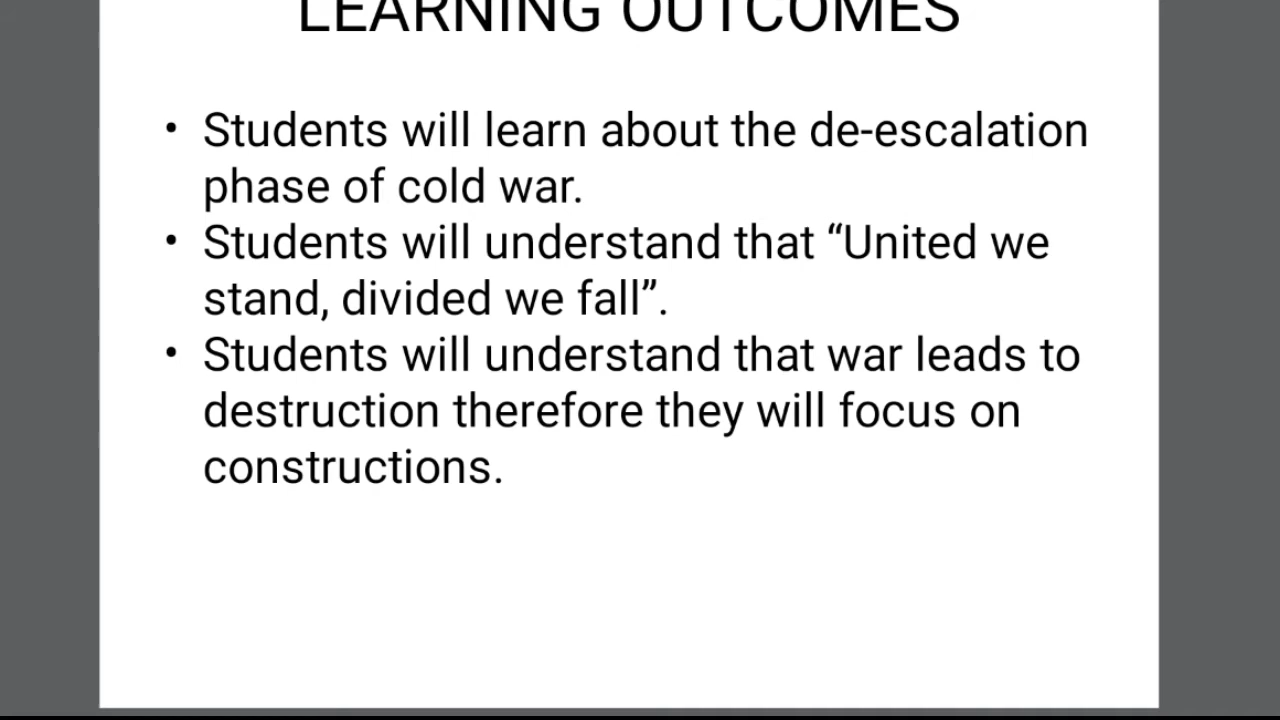 LEARNING OUTCOMES
• Students will learn about the de-escalation
phase of cold war.
• Students will understand that “United we
stand, divided we fall”.
• Students will understand that war leads to
destruction therefore they will focus on
constructions.